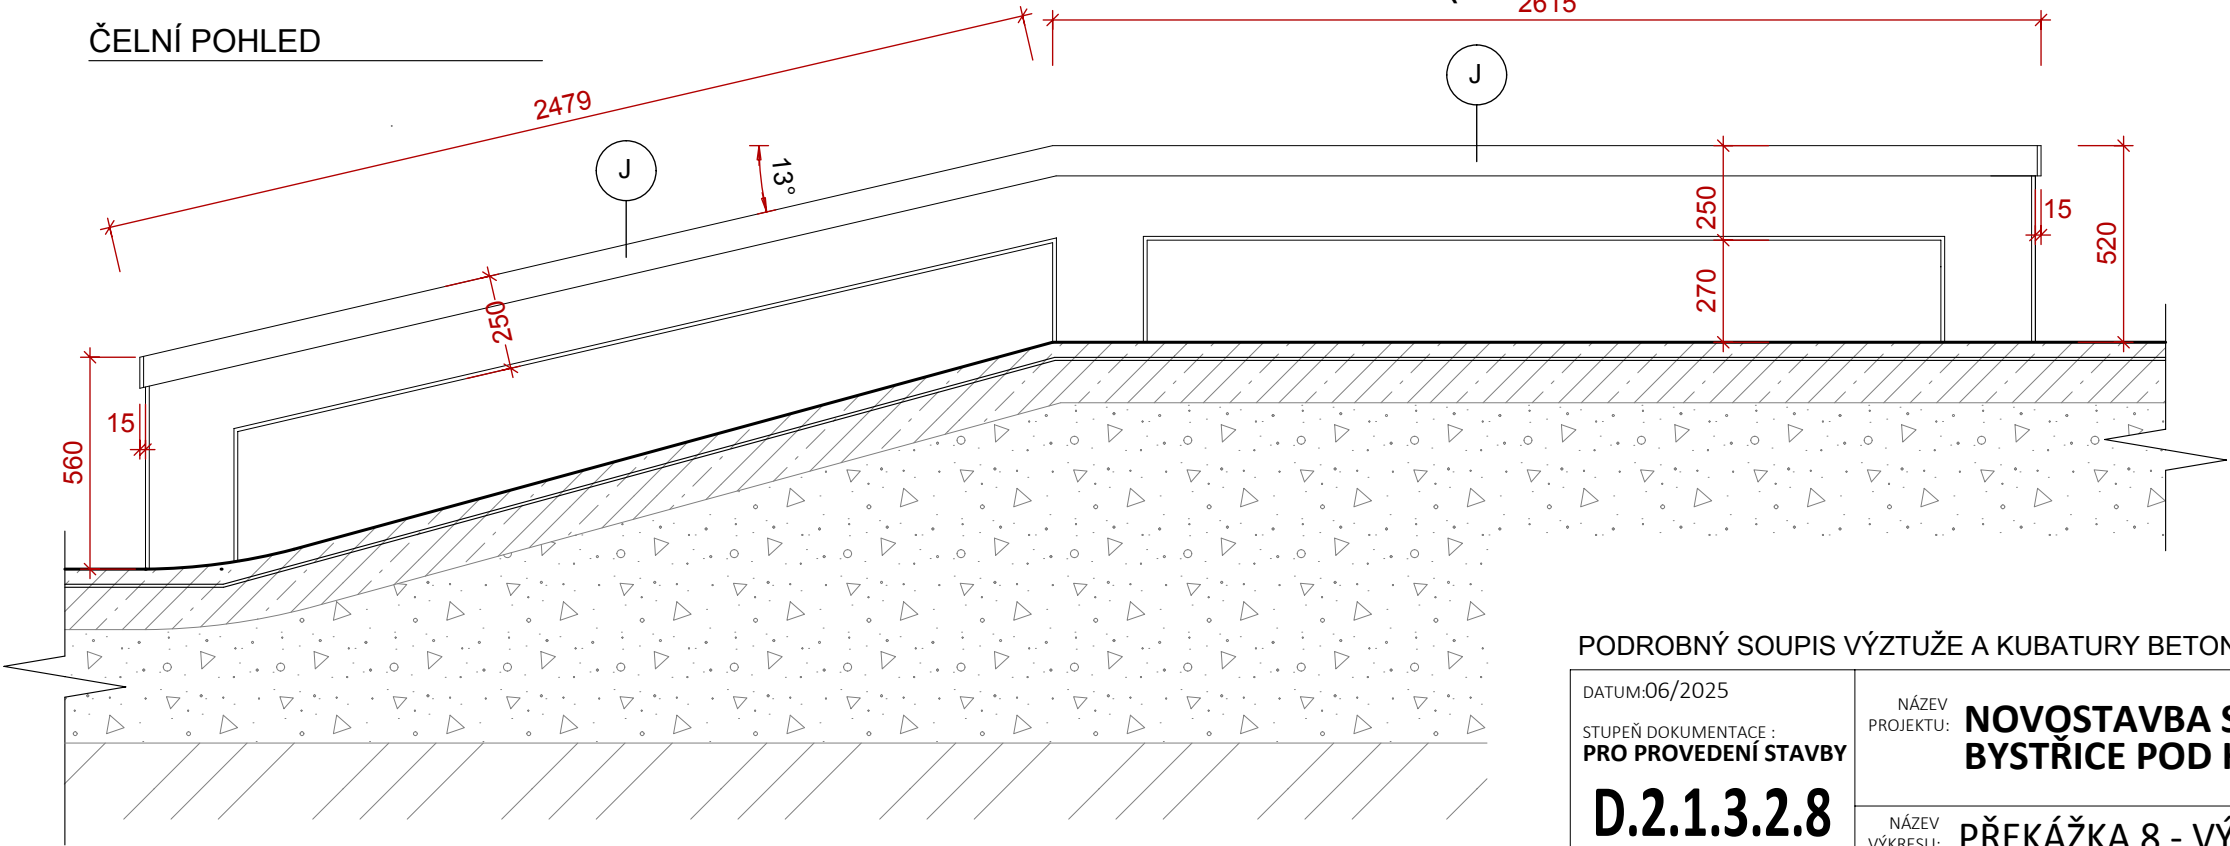 ČELNÍ POHLED
2479
2615
J
J
13°
250
250
270
15
520
15
560
PODROBNÝ SOUPIS VÝZTUŽE A KUBATURY BETON
DATUM:06/2025
STUPEŇ DOKUMENTACE :
PRO PROVEDENÍ STAVBY
D.2.1.3.2.8
NÁZEV
PROJEKTU:
NOVOSTAVBA S
BYSTŘICE POD H
NÁZEV
VÝKRESU:
PŘEKÁŽKA 8 - VÝ